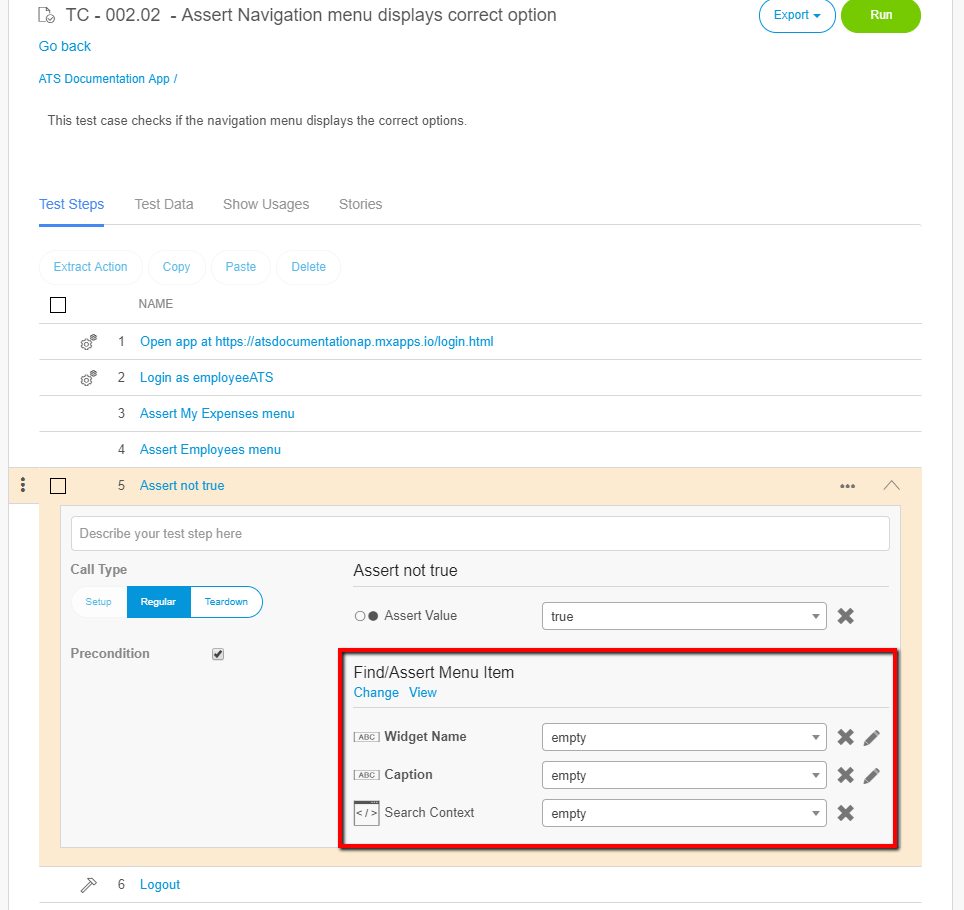 TC - 002.02 - Assert Navigation menu displays correct option
Export
Run
Go back
ATS Documentation App /
This test case checks if the navigation menu displays the correct options.
Test Steps Test Data Show Usages Stories
Extract Action Copy Paste Delete
NAME
1 Open app at https://atsdocumentationap.mxapps.io/login.html
2 Login as employeeATS
3 Assert My Expenses menu
4 Assert Employees menu
5 Assert not true
Describe your test step here
Call Type
Setup Regular Teardown
Precondition
Assert not true
Assert Value true
Find/Assert Menu Item
Change View
ABC Widget Name empty
ABC Caption empty
</> Search Context empty
6 Logout